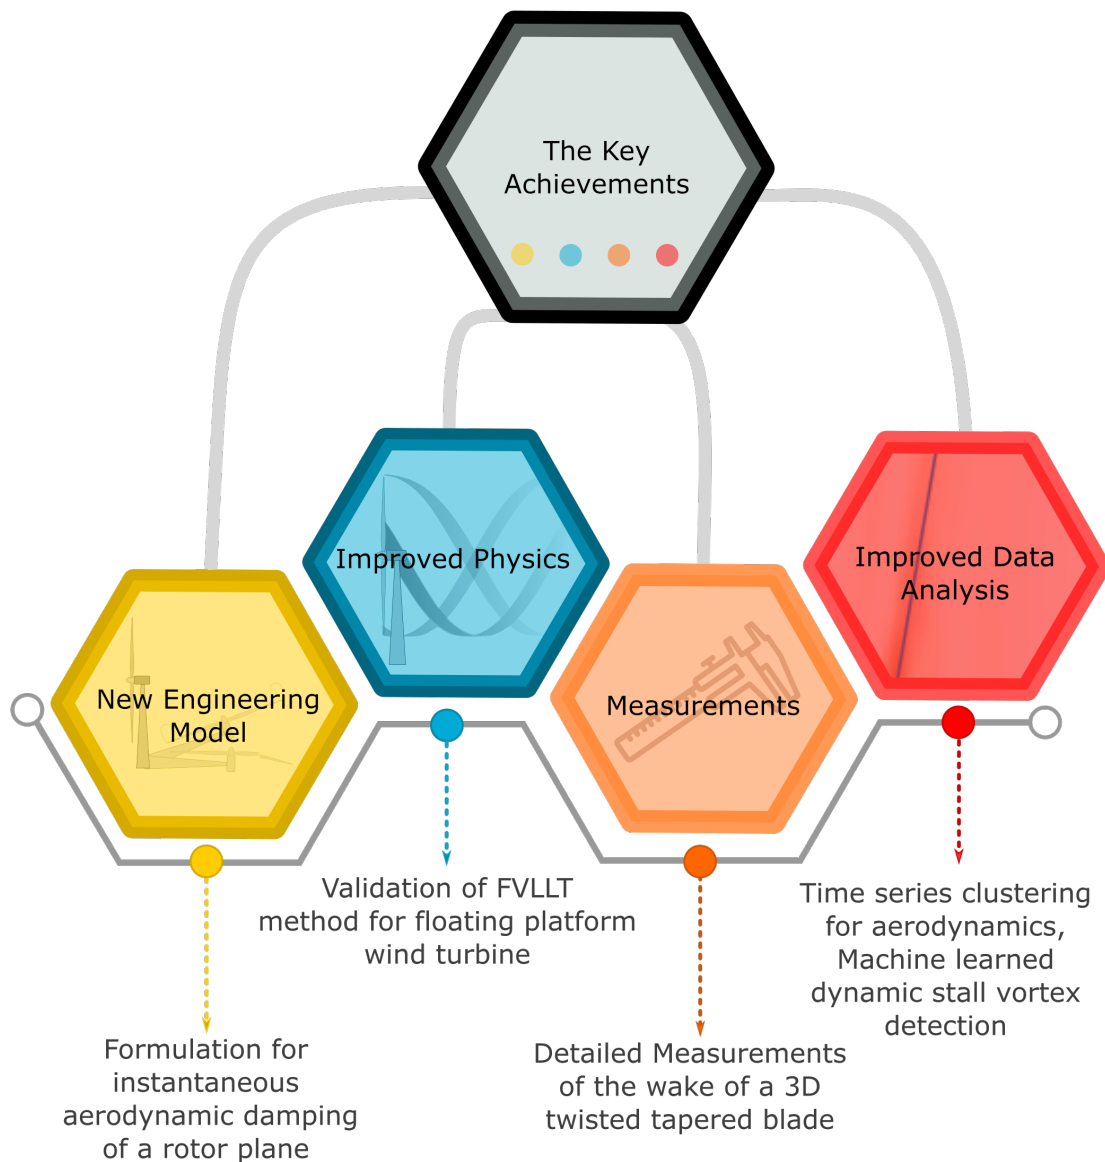 The Key
Achievements
New Engineering
Model
Improved Physics
Measurements
Improved Data
Analysis
Formulation for
instantaneous
aerodynamic damping
of a rotor plane
Validation of FVLLT
method for floating platform
wind turbine
Detailed Measurements
of the wake of a 3D
twisted tapered blade
Time series clustering
for aerodynamics,
Machine learned
dynamic stall vortex
detection